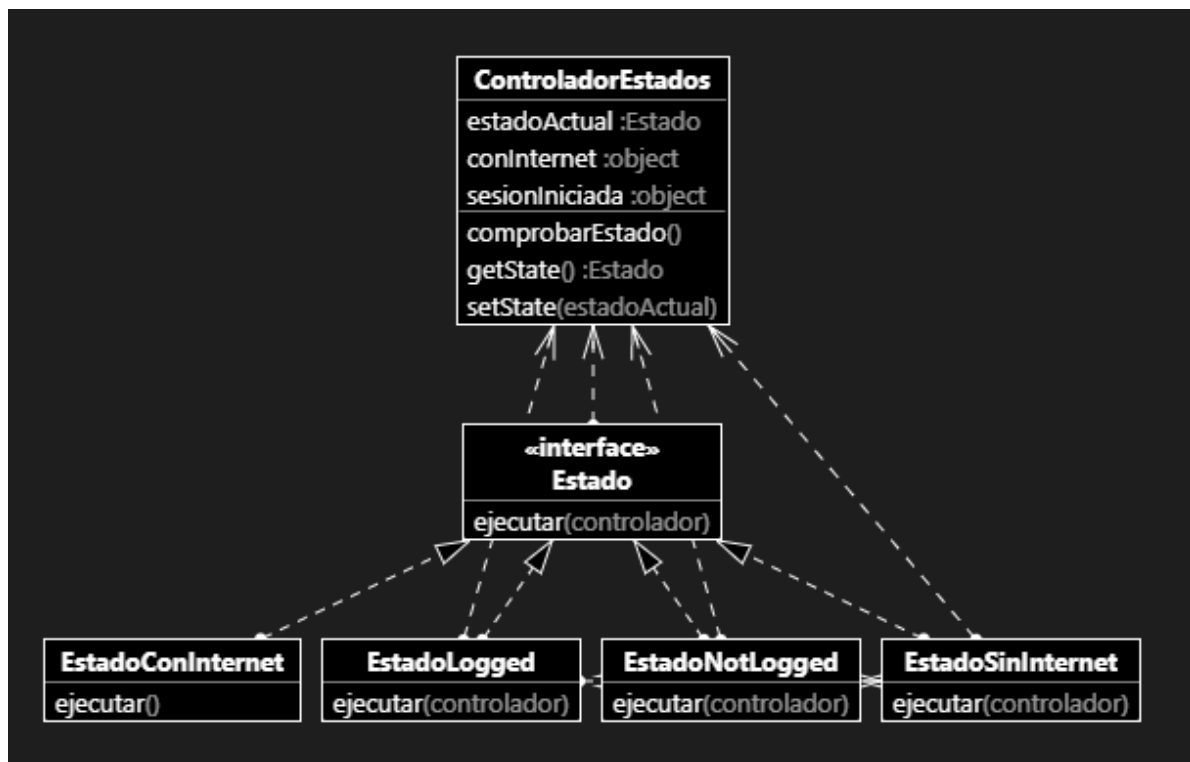 ControladorEstados
estadoActual :Estado
conInternet :object
sesionIniciada :object
comprobarEstado()
getState() :Estado
setState(estadoActual)
«interface»
Estado
ejecutar(controlador)
EstadoConInternet
ejecutar()
EstadoLogged
ejecutar(controlador)
EstadoNotLogged
ejecutar(controlador)
EstadoSinInternet
ejecutar(controlador)